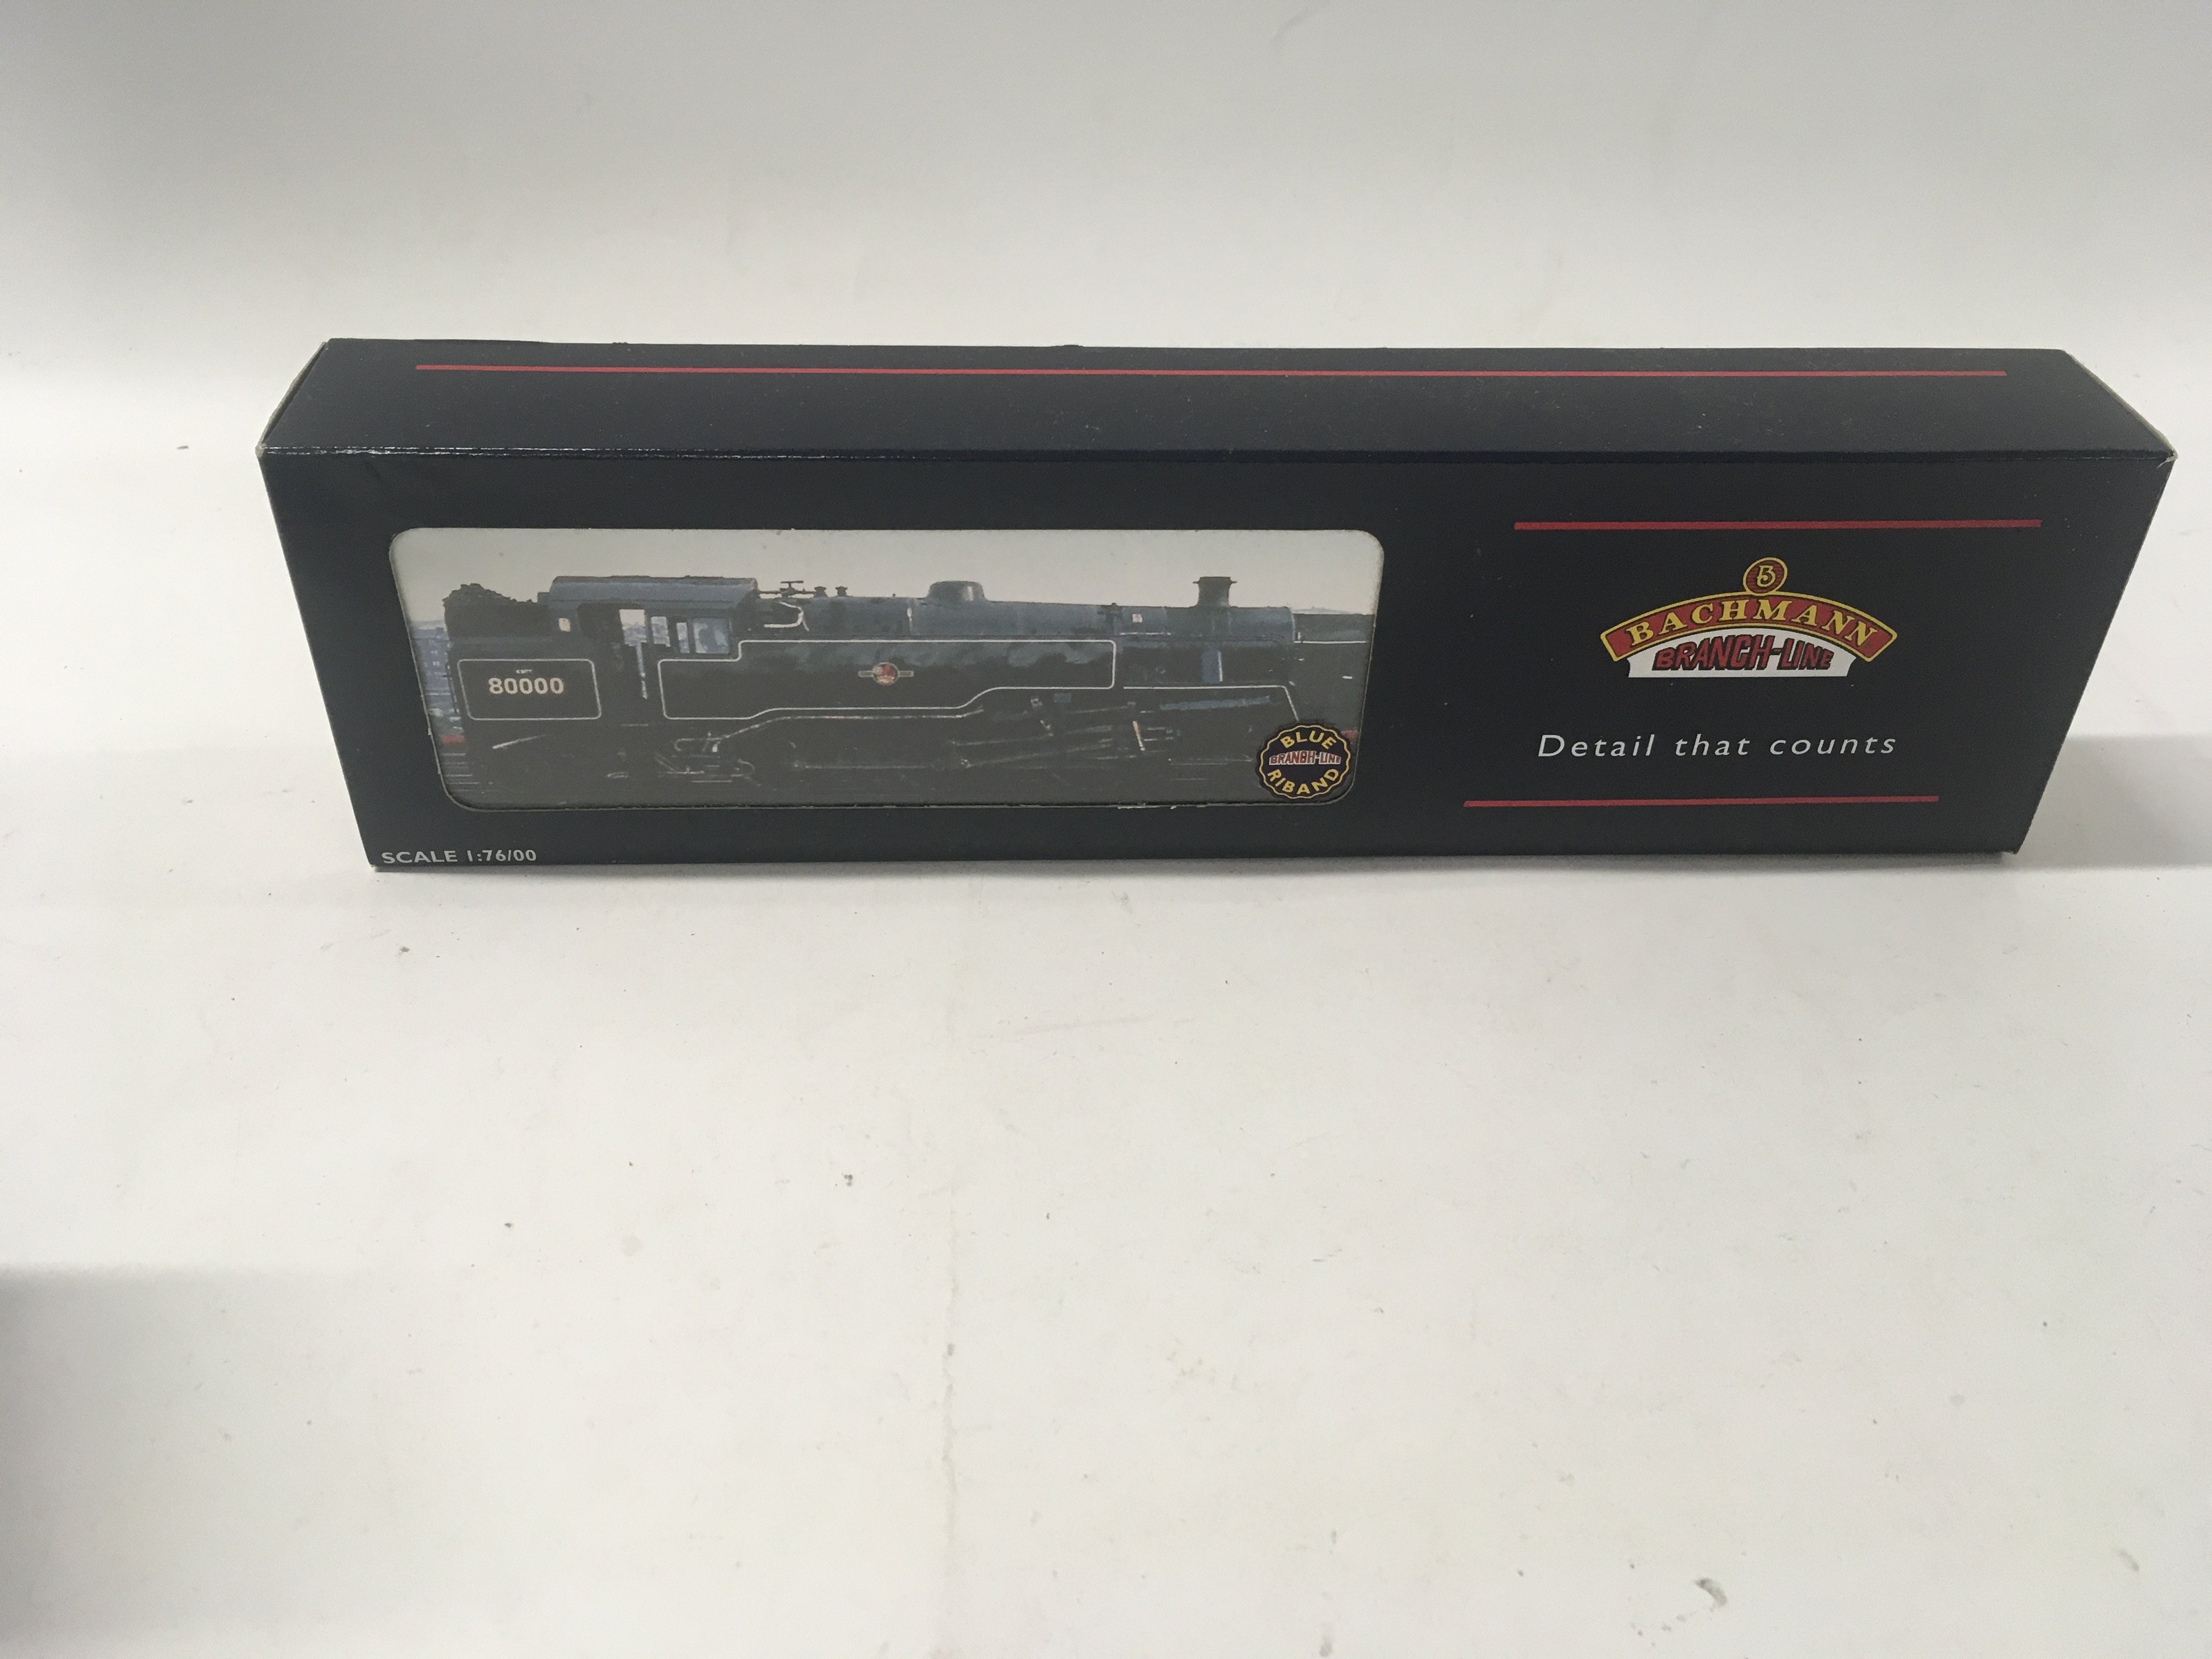 80000
BLUE
BRANCH-LINE
RIBAND
SCALE 1:76/00
B
BACHMANN
BRANCH-LINE
Detail that counts